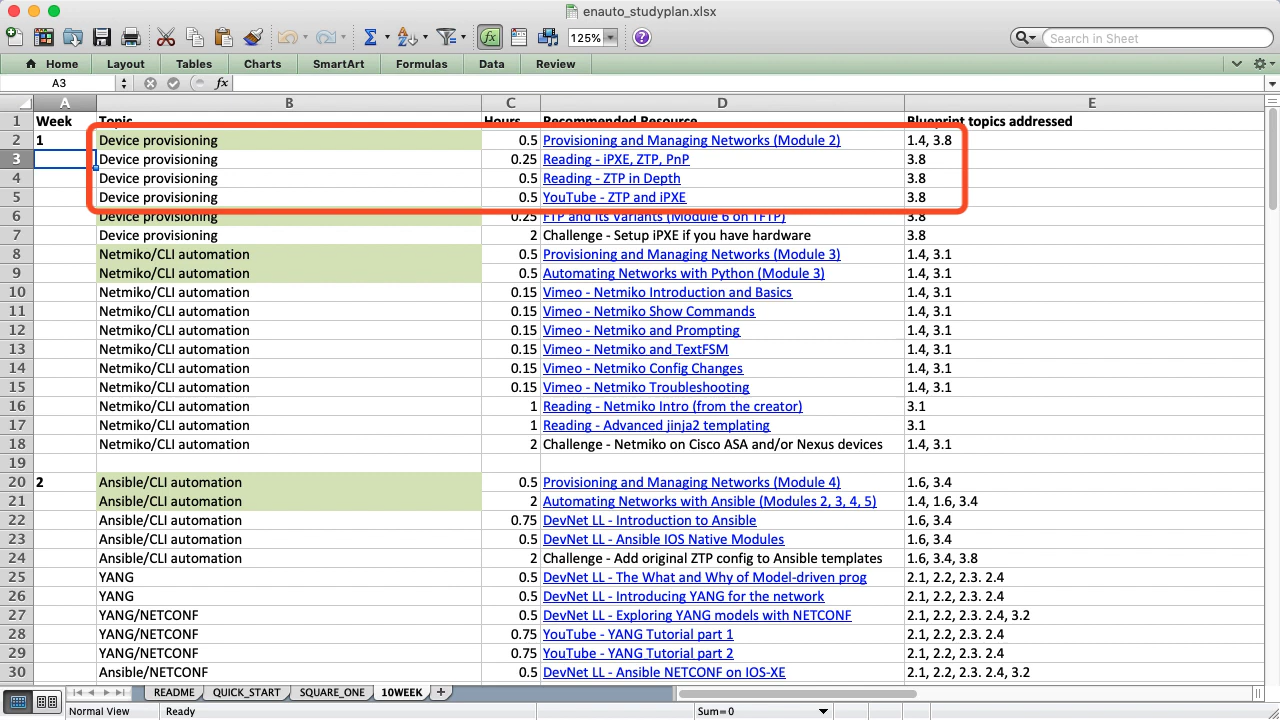 enauto_studyplan.xlsx
125%
Search in Sheet
Home Layout Tables Charts SmartArt Formulas Data Review
A3 fx
A B C D E
1 Week Topic Hours Recommended Resource Blueprint topics addressed
2 1 Device provisioning 0.5 Provisioning and Managing Networks (Module 2) 1.4, 3.8
3 Device provisioning 0.25 Reading - iPXE, ZTP, PnP 3.8
4 Device provisioning 0.5 Reading - ZTP in Depth 3.8
5 Device provisioning 0.5 YouTube - ZTP and iPXE 3.8
6 Device provisioning 0.25 FTP and its Variants (Module 6 on TFTP) 3.8
7 Device provisioning 2 Challenge - Setup iPXE if you have hardware 3.8
8 Netmiko/CLI automation 0.5 Provisioning and Managing Networks (Module 3) 1.4, 3.1
9 Netmiko/CLI automation 0.5 Automating Networks with Python (Module 3) 1.4, 3.1
10 Netmiko/CLI automation 0.15 Vimeo - Netmiko Introduction and Basics 1.4, 3.1
11 Netmiko/CLI automation 0.15 Vimeo - Netmiko Show Commands 1.4, 3.1
12 Netmiko/CLI automation 0.15 Vimeo - Netmiko and Prompting 1.4, 3.1
13 Netmiko/CLI automation 0.15 Vimeo - Netmiko and TextFSM 1.4, 3.1
14 Netmiko/CLI automation 0.15 Vimeo - Netmiko Config Changes 1.4, 3.1
15 Netmiko/CLI automation 0.15 Vimeo - Netmiko Troubleshooting 1.4, 3.1
16 Netmiko/CLI automation 1 Reading - Netmiko Intro (from the creator) 3.1
17 Netmiko/CLI automation 1 Reading - Advanced jinja2 templating 3.1
18 Netmiko/CLI automation 2 Challenge - Netmiko on Cisco ASA and/or Nexus devices 1.4, 3.1
19
20 2 Ansible/CLI automation 0.5 Provisioning and Managing Networks (Module 4) 1.6, 3.4
21 Ansible/CLI automation 2 Automating Networks with Ansible (Modules 2, 3, 4, 5) 1.4, 1.6, 3.4
22 Ansible/CLI automation 0.75 DevNet LL - Introduction to Ansible 1.6, 3.4
23 Ansible/CLI automation 0.5 DevNet LL - Ansible IOS Native Modules 1.6, 3.4
24 Ansible/CLI automation 2 Challenge - Add original ZTP config to Ansible templates 1.6, 3.4, 3.8
25 YANG 0.5 DevNet LL - The What and Why of Model-driven prog 2.1, 2.2, 2.3. 2.4
26 YANG 0.5 DevNet LL - Introducing YANG for the network 2.1, 2.2, 2.3. 2.4
27 YANG/NETCONF 0.5 DevNet LL - Exploring YANG models with NETCONF 2.1, 2.2, 2.3. 2.4, 3.2
28 YANG/NETCONF 0.75 YouTube - YANG Tutorial part 1 2.1, 2.2, 2.3. 2.4
29 YANG/NETCONF 0.75 YouTube - YANG Tutorial part 2 2.1, 2.2, 2.3. 2.4
30 Ansible/NETCONF 0.5 DevNet LL - Ansible NETCONF on IOS-XE 2.1, 2.2, 2.3. 2.4, 3.2
README QUICK_START SQUARE_ONE 10WEEK +
Normal View Ready Sum=0